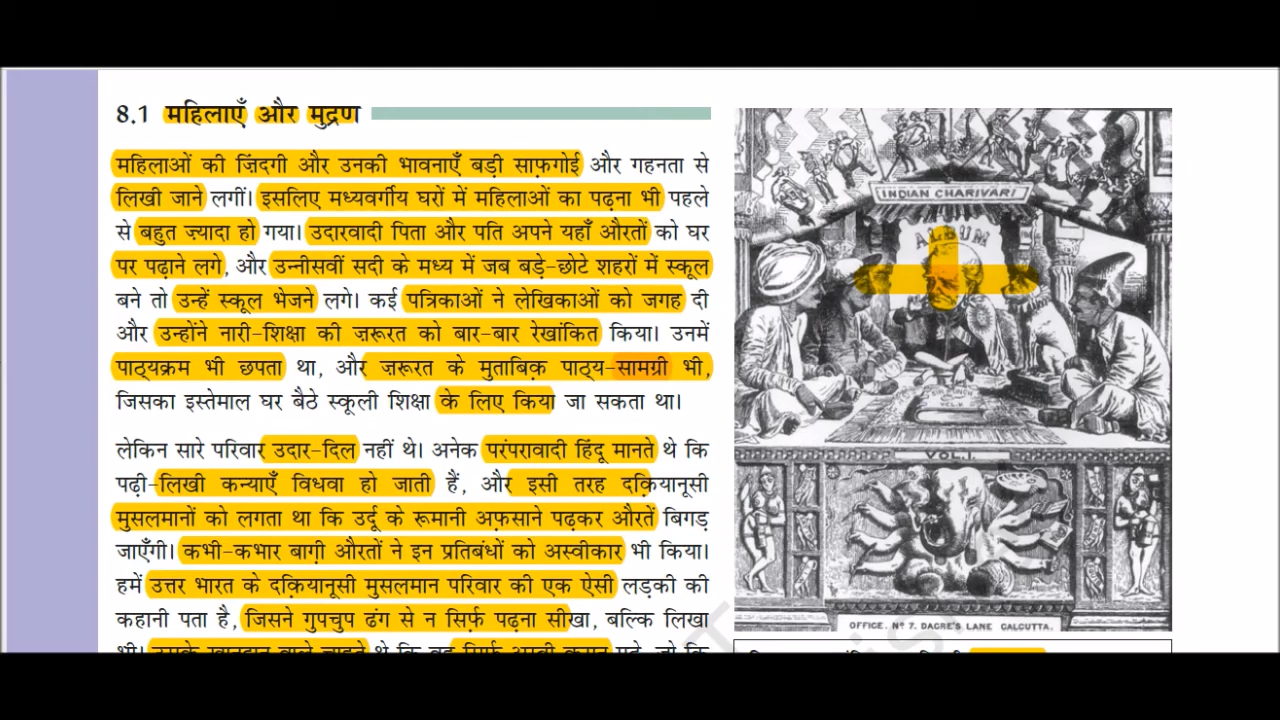 8.1 महिलाएँ और मुद्रण
महिलाओं की ज़िंदगी और उनकी भावनाएँ बड़ी साफ़गोई और गहनता से
लिखी जाने लगीं। इसलिए मध्यवर्गीय घरों में महिलाओं का पढ़ना भी पहले
से बहुत ज़्यादा हो गया। उदारवादी पिता और पति अपने यहाँ औरतों को घर
पर पढ़ाने लगे, और उन्नीसवीं सदी के मध्य में जब बड़े-छोटे शहरों में स्कूल
बने तो उन्हें स्कूल भेजने लगे। कई पत्रिकाओं ने लेखिकाओं को जगह दी
और उन्होंने नारी-शिक्षा की ज़रूरत को बार-बार रेखांकित किया। उनमें
पाठ्यक्रम भी छपता था, और ज़रूरत के मुताबिक़ पाठ्य-सामग्री भी,
जिसका इस्तेमाल घर बैठे स्कूली शिक्षा के लिए किया जा सकता था।
लेकिन सारे परिवार उदार-दिल नहीं थे। अनेक परंपरावादी हिंदू मानते थे कि
पढ़ी-लिखी कन्याएँ विधवा हो जाती हैं, और इसी तरह दक़ियानूसी
मुसलमानों को लगता था कि उर्दू के रूमानी अफ़साने पढ़कर औरतें बिगड़
जाएँगी। कभी-कभार बाग़ी औरतों ने इन प्रतिबंधों को अस्वीकार भी किया।
हमें उत्तर भारत के दक़ियानूसी मुसलमान परिवार की एक ऐसी लड़की की
कहानी पता है, जिसने गुपचुप ढंग से न सिर्फ़ पढ़ना सीखा, बल्कि लिखा
INDIAN CHARIVARI
ALBUM
VOL. I.
OFFICE. Nº 7. DACRE'S LANE CALCUTTA.